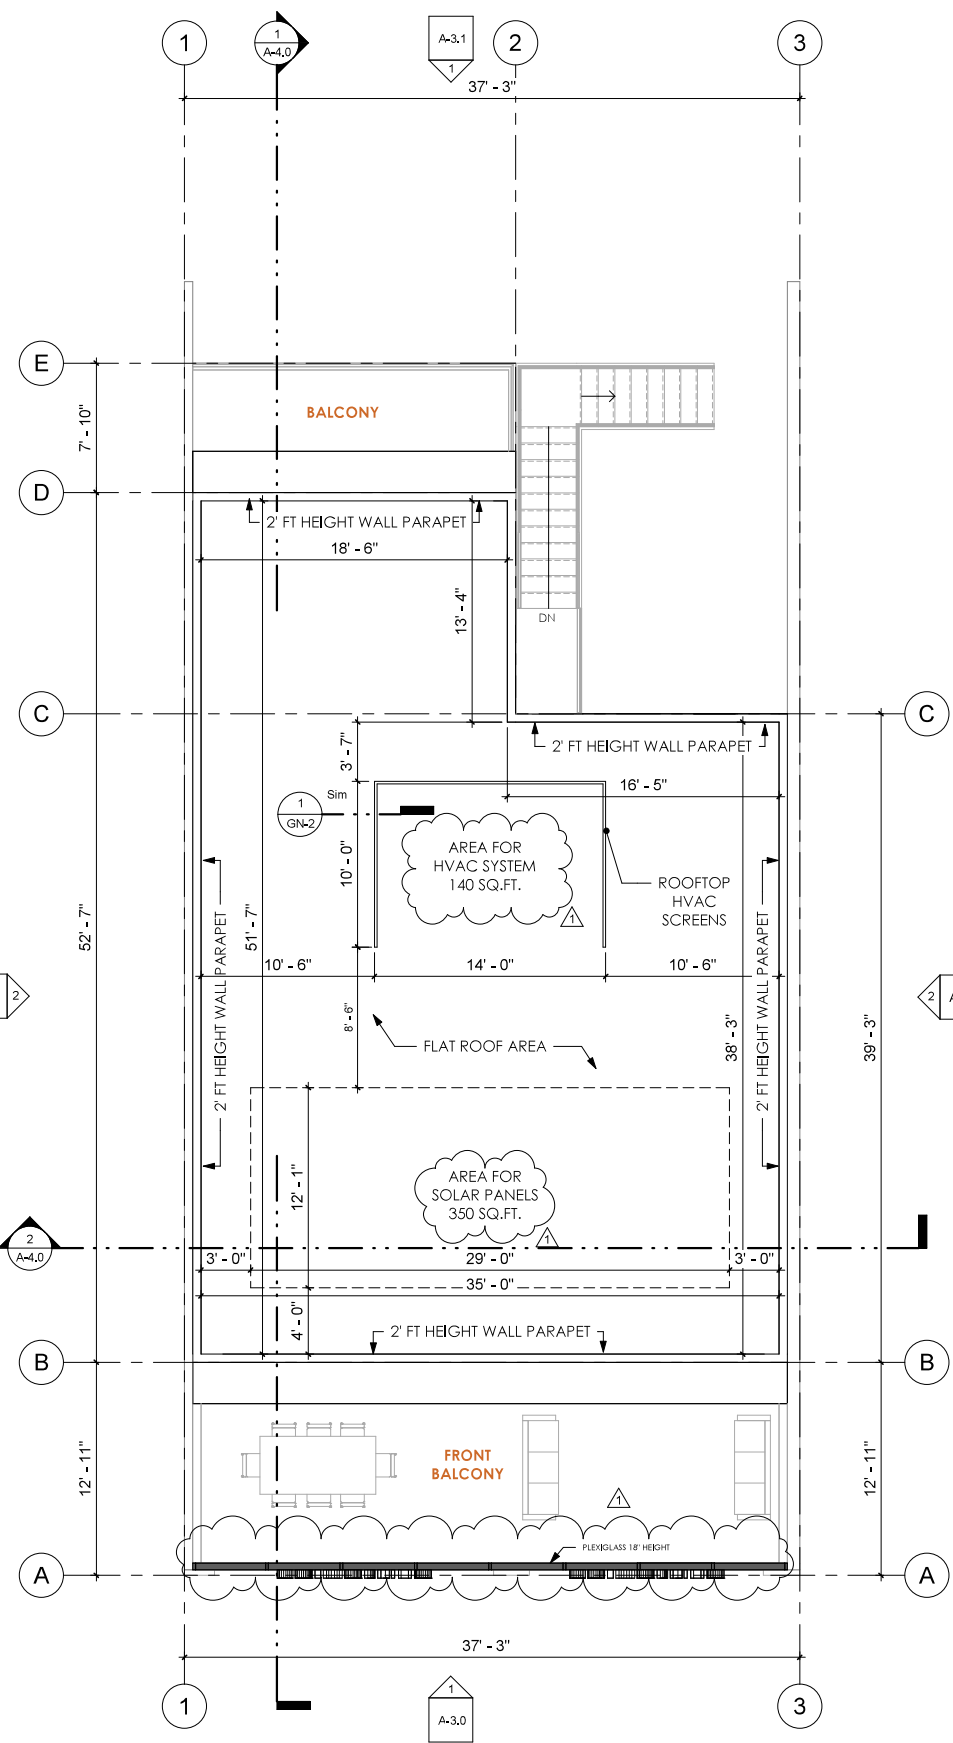 1
1
A-4.0
A-3.1
1
2
3
37' - 3"
E
BALCONY
7' - 10"
D
2' FT HEIGHT WALL PARAPET
18' - 6"
13' - 4"
DN
C
C
3' - 7"
2' FT HEIGHT WALL PARAPET
16' - 5"
Sim
1
GN-2
10' - 0"
AREA FOR
HVAC SYSTEM
140 SQ.FT.
1
ROOFTOP
HVAC
SCREENS
52' - 7"
2' FT HEIGHT WALL PARAPET
51' - 7"
10' - 6"
14' - 0"
10' - 6"
2' FT HEIGHT WALL PARAPET
2
2
A
8' - 6"
FLAT ROOF AREA
38' - 3"
39' - 3"
12' - 1"
AREA FOR
SOLAR PANELS
350 SQ.FT.
1
2
A-4.0
3' - 0"
29' - 0"
3' - 0"
35' - 0"
4' - 0"
2' FT HEIGHT WALL PARAPET
B
B
12' - 11"
FRONT
BALCONY
12' - 11"
1
PLEXIGLASS 18" HEIGHT
A
A
37' - 3"
1
1
A-3.0
3